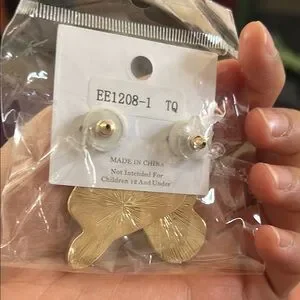 EE1208-1 TQ
MADE IN CHINA
Not Intended For
Children 12 And Under